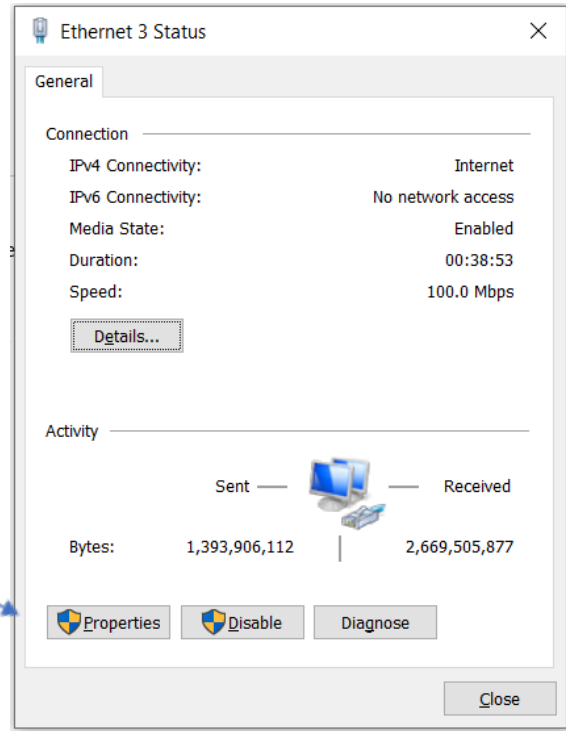 Ethernet 3 Status
General
Connection
IPv4 Connectivity: Internet
IPv6 Connectivity: No network access
Media State: Enabled
Duration: 00:38:53
Speed: 100.0 Mbps
Details...
Activity
Sent Received
Bytes: 1,393,906,112 2,669,505,877
Properties Disable Diagnose
Close